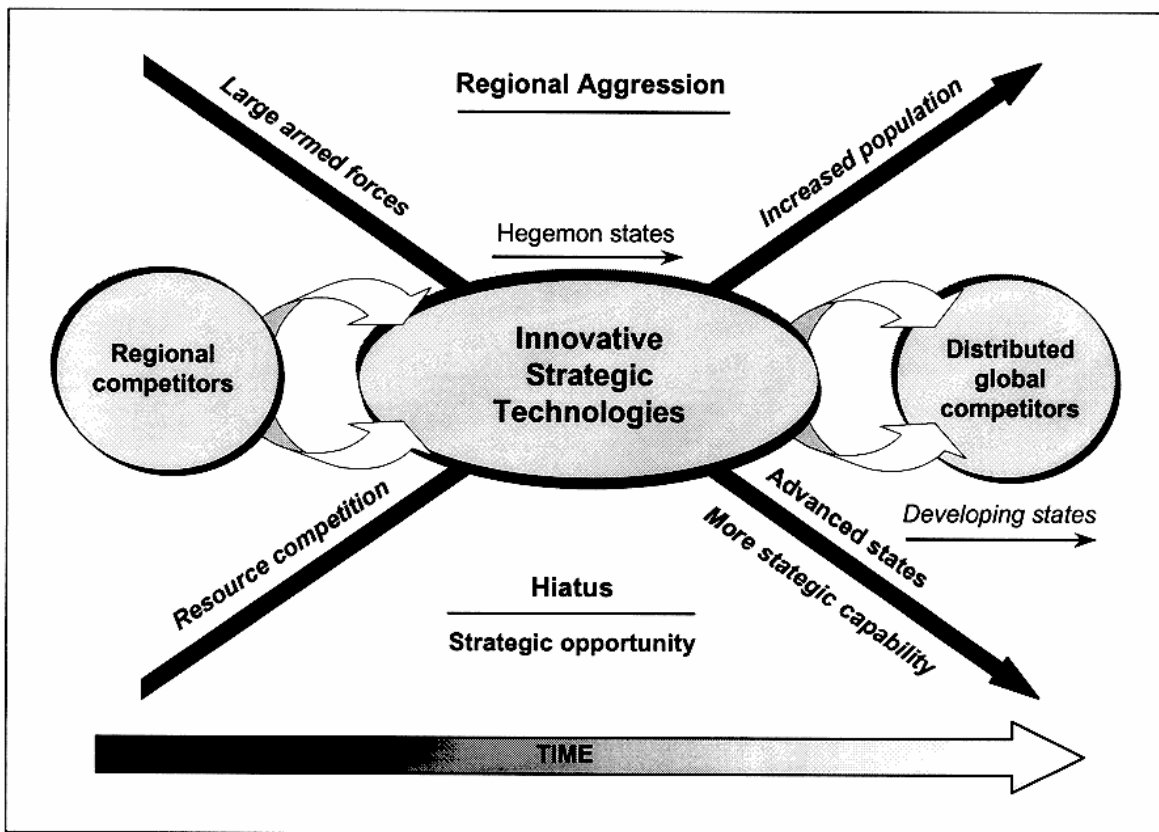 Regional Aggression
Large armed forces
Increased population
Hegemon states
Regional
competitors
Innovative
Strategic
Technologies
Distributed
global
competitors
Resource competition
Advanced states
More stategic capability
Developing states
Hiatus
Strategic opportunity
TIME